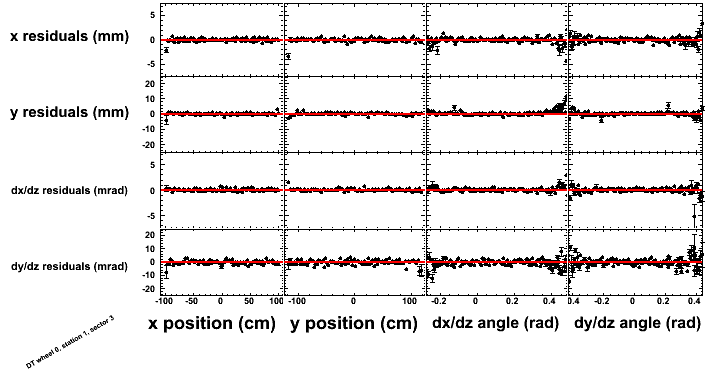 x residuals (mm)
5
0
-5
y residuals (mm)
20
10
0
-10
-20
dx/dz residuals (mrad)
5
0
-5
dy/dz residuals (mrad)
20
10
0
-10
-20
-100 -50 0 50 100 -100 0 100 -0.2 0 0.2 0.4 -0.4 -0.2 0 0.2 0.4
x position (cm) y position (cm) dx/dz angle (rad) dy/dz angle (rad)
DT wheel 0, station 1, sector 3